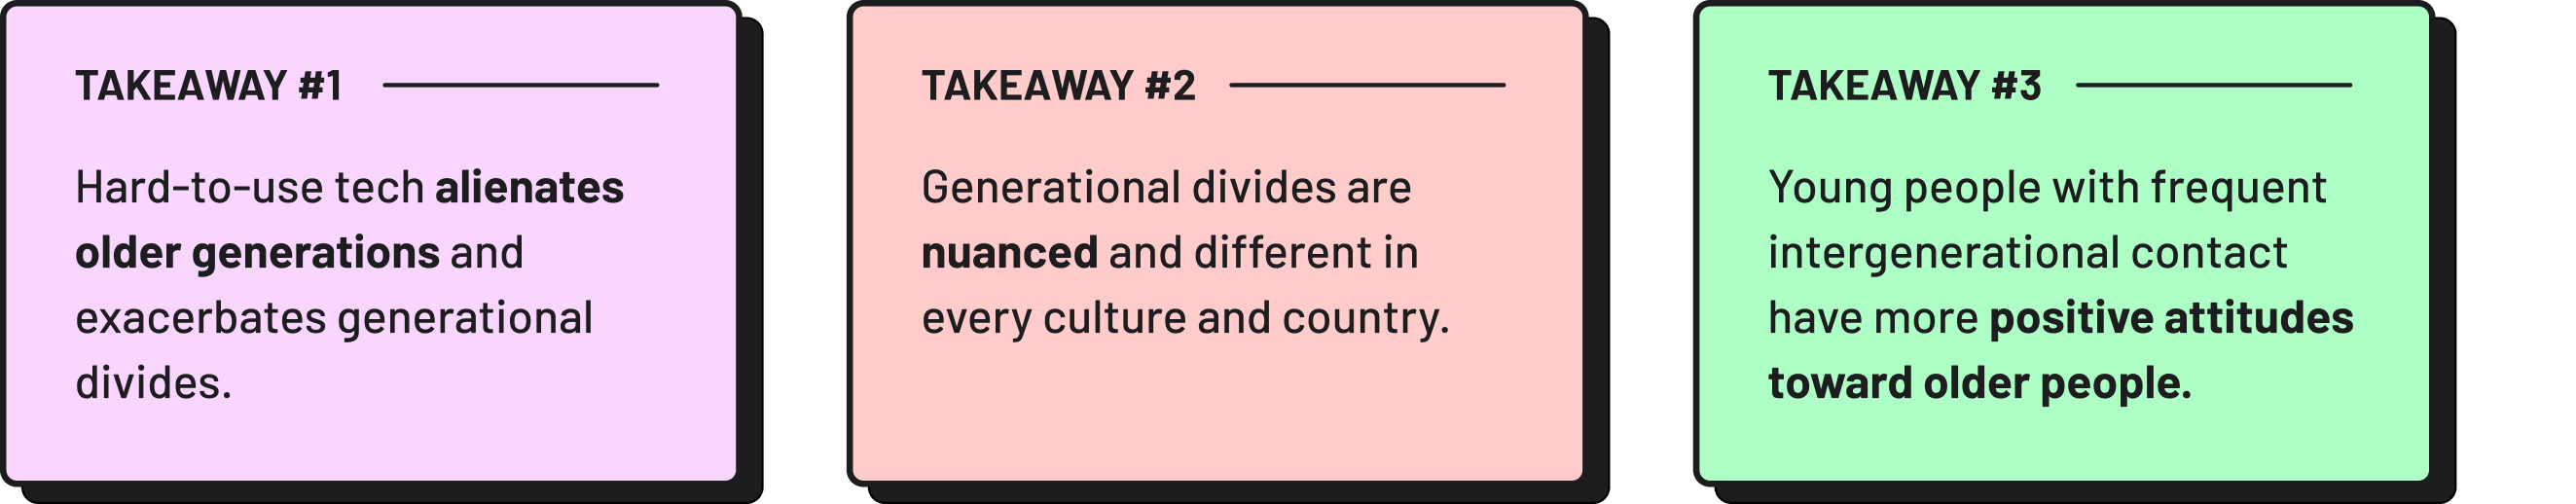 TAKEAWAY #1
Hard-to-use tech alienates
older generations and
exacerbates generational
divides.
TAKEAWAY #2
Generational divides are
nuanced and different in
every culture and country.
TAKEAWAY #3
Young people with frequent
intergenerational contact
have more positive attitudes
toward older people.